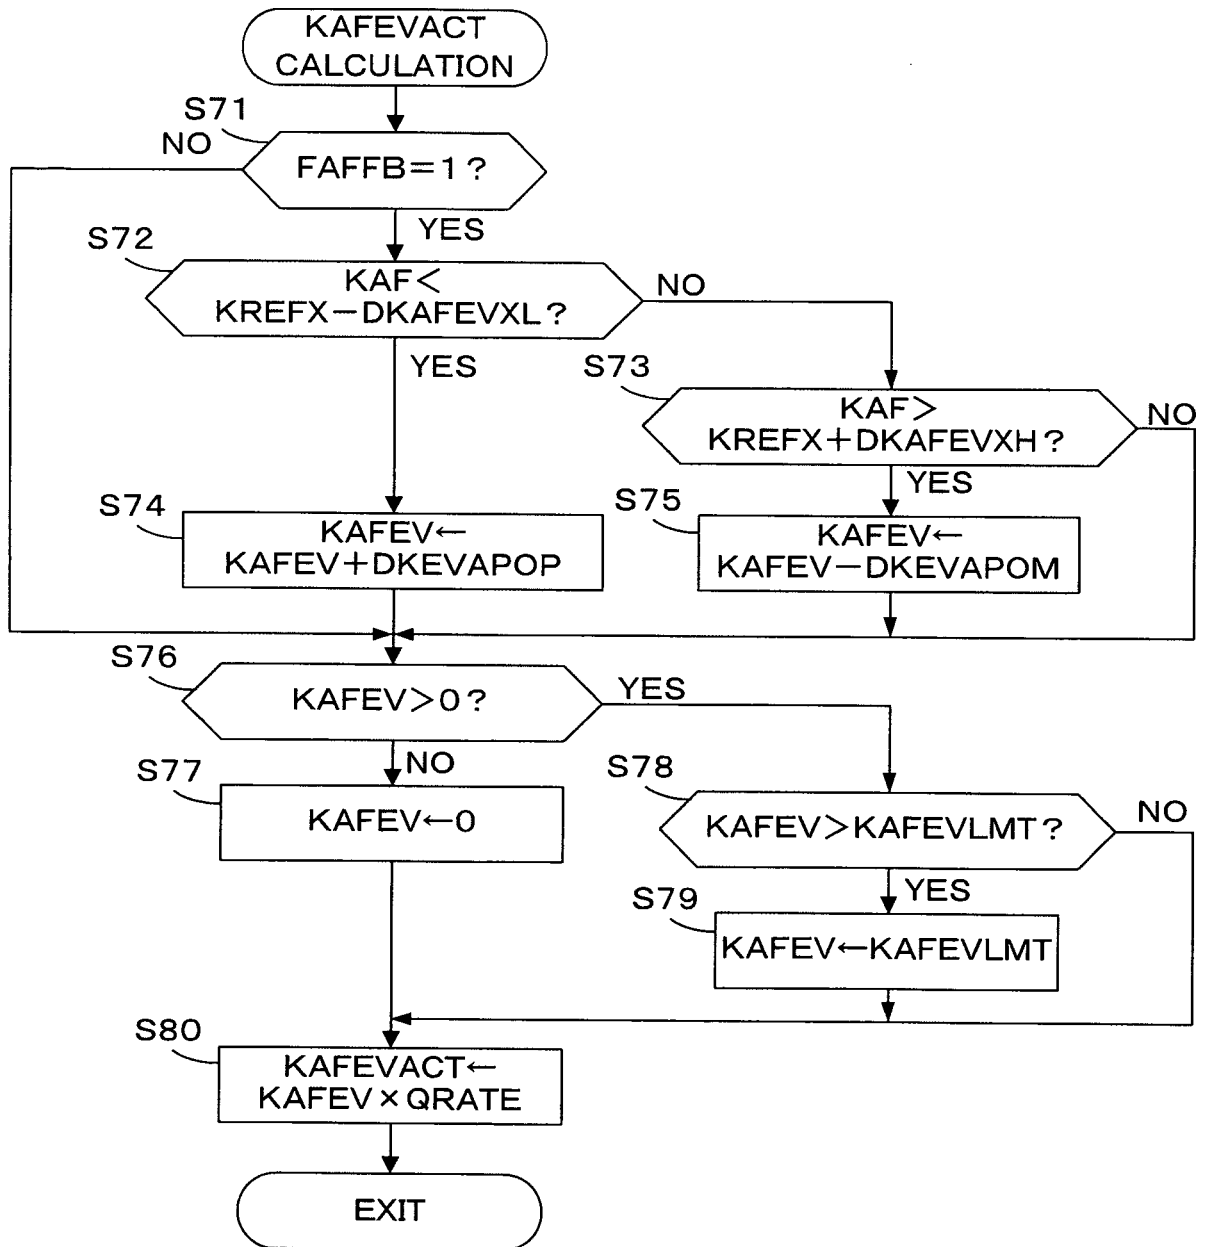 KAFEVACT
CALCULATION
S71
NO
FAFFB=1?
YES
S72
KAF<
KREFX-DKAFEVXL?
NO
YES
S73
KAF>
KREFX+DKAFEVXH?
NO
YES
S74
KAFEV←
KAFEV+DKEVAPOP
S75
KAFEV←
KAFEV-DKEVAPOM
S76
KAFEV>0?
YES
NO
S77
KAFEV←0
S78
KAFEV>KAFEVLMT?
NO
YES
S79
KAFEV←KAFEVLMT
S80
KAFEVACT←
KAFEV×QRATE
EXIT